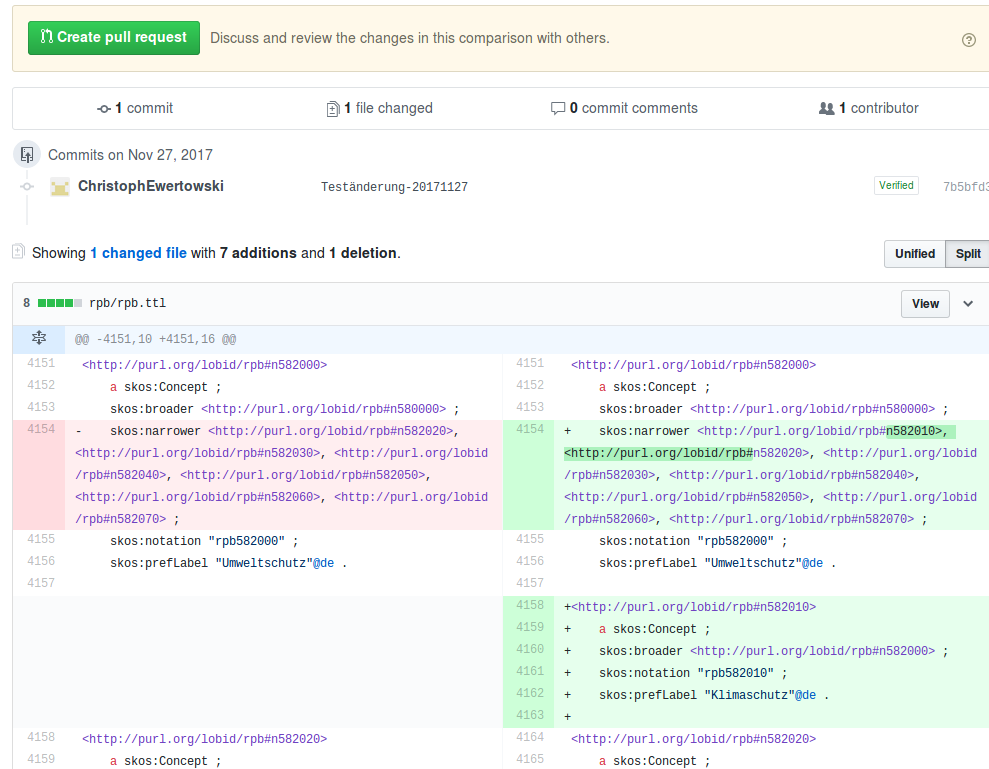 Create pull request Discuss and review the changes in this comparison with others.
1 commit 1 file changed 0 commit comments 1 contributor
Commits on Nov 27, 2017
ChristophEwertowski Teständerung-20171127 Verified 7b5bfd3
Showing 1 changed file with 7 additions and 1 deletion. Unified Split
8 rpb/rpb.ttl View
@@ -4151,10 +4151,16 @@
4151 <http://purl.org/lobid/rpb#n582000> 4151 <http://purl.org/lobid/rpb#n582000>
4152 a skos:Concept ; 4152 a skos:Concept ;
4153 skos:broader <http://purl.org/lobid/rpb#n580000> ; 4153 skos:broader <http://purl.org/lobid/rpb#n580000> ;
4154 - skos:narrower <http://purl.org/lobid/rpb#n582020>, 4154 + skos:narrower <http://purl.org/lobid/rpb#n582010>,
<http://purl.org/lobid/rpb#n582030>, <http://purl.org/lobid <http://purl.org/lobid/rpb#n582020>, <http://purl.org/lobid
/rpb#n582040>, <http://purl.org/lobid/rpb#n582050>, /rpb#n582030>, <http://purl.org/lobid/rpb#n582040>,
<http://purl.org/lobid/rpb#n582060>, <http://purl.org/lobid <http://purl.org/lobid/rpb#n582050>, <http://purl.org/lobid
/rpb#n582070> ; /rpb#n582060>, <http://purl.org/lobid/rpb#n582070> ;
4155 skos:notation "rpb582000" ; 4155 skos:notation "rpb582000" ;
4156 skos:prefLabel "Umweltschutz"@de . 4156 skos:prefLabel "Umweltschutz"@de .
4157 4157
4158 +<http://purl.org/lobid/rpb#n582010>
4159 + a skos:Concept ;
4160 + skos:broader <http://purl.org/lobid/rpb#n582000> ;
4161 + skos:notation "rpb582010" ;
4162 + skos:prefLabel "Klimaschutz"@de .
4163 +
4158 <http://purl.org/lobid/rpb#n582020> 4164 <http://purl.org/lobid/rpb#n582020>
4159 a skos:Concept ; 4165 a skos:Concept ;